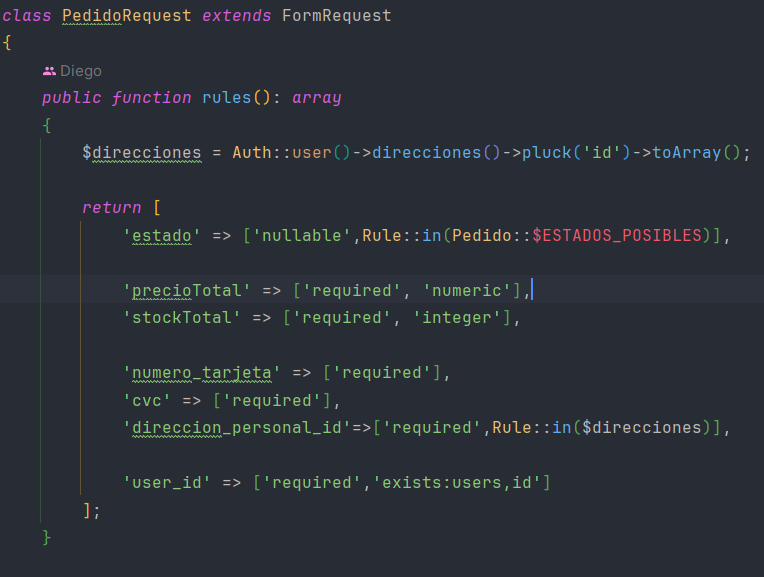 class PedidoRequest extends FormRequest
{
Diego
public function rules(): array
{
$direcciones = Auth::user()->direcciones()->pluck('id')->toArray();
return [
'estado' => ['nullable',Rule::in(Pedido::$ESTADOS_POSIBLES)],
'precioTotal' => ['required', 'numeric'],
'stockTotal' => ['required', 'integer'],
'numero_tarjeta' => ['required'],
'cvc' => ['required'],
'direccion_personal_id'=>['required',Rule::in($direcciones)],
'user_id' => ['required','exists:users,id']
];
}